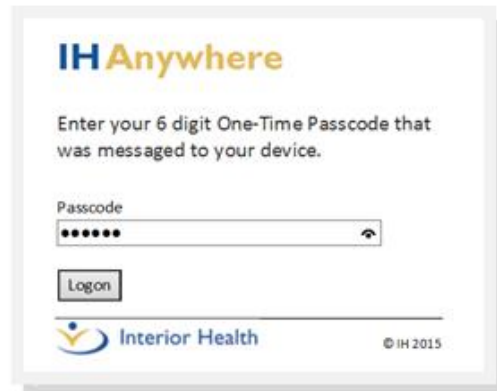 IH Anywhere
Enter your 6 digit One-Time Passcode that
was messaged to your device.
Passcode
●●●●●●
Logon
Interior Health
© IH 2015